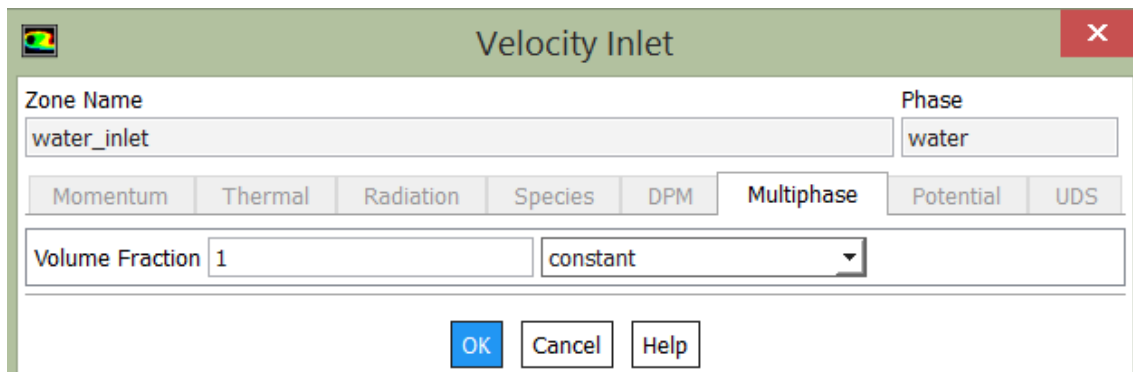 Velocity Inlet
Zone Name Phase
water_inlet water
Momentum Thermal Radiation Species DPM Multiphase Potential UDS
Volume Fraction 1 constant
OK Cancel Help